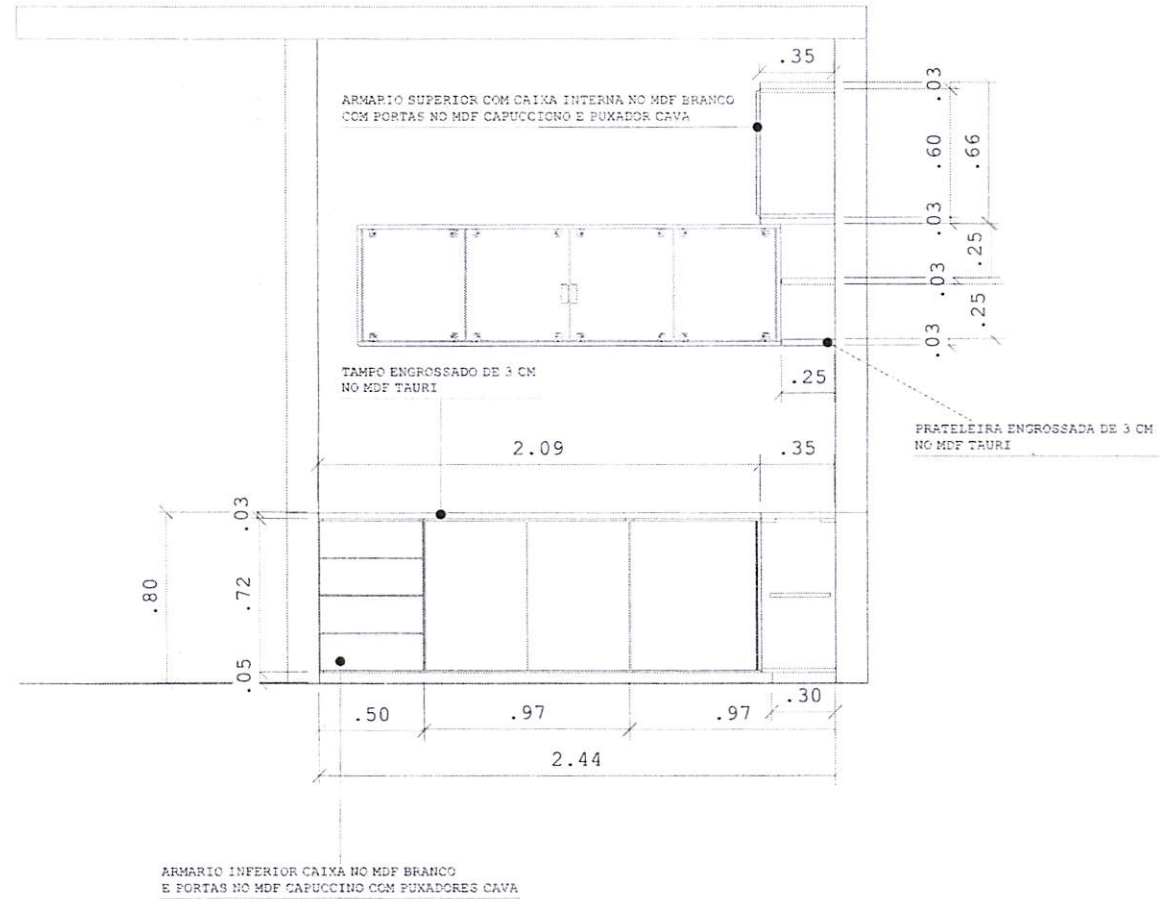 .35
ARMARIO SUPERIOR COM CAIXA INTERNA NO MDF BRANCO
COM PORTAS NO MDF CAPUCCICNO E PUXADOR CAVA
.03
.60
.66
.03
.25
.03
.25
.03
TAMPO ENGROSSADO DE 3 CM
NO MDF TAURI
.25
PRATELEIRA ENGROSSADA DE 3 CM
NO MDF TAURI
2.09
.35
.03
.80
.72
.05
.30
.50
.97
.97
2.44
ARMARIO INFERIOR CAIXA NO MDF BRANCO
E PORTAS NO MDF CAPUCCINO COM PUXADORES CAVA